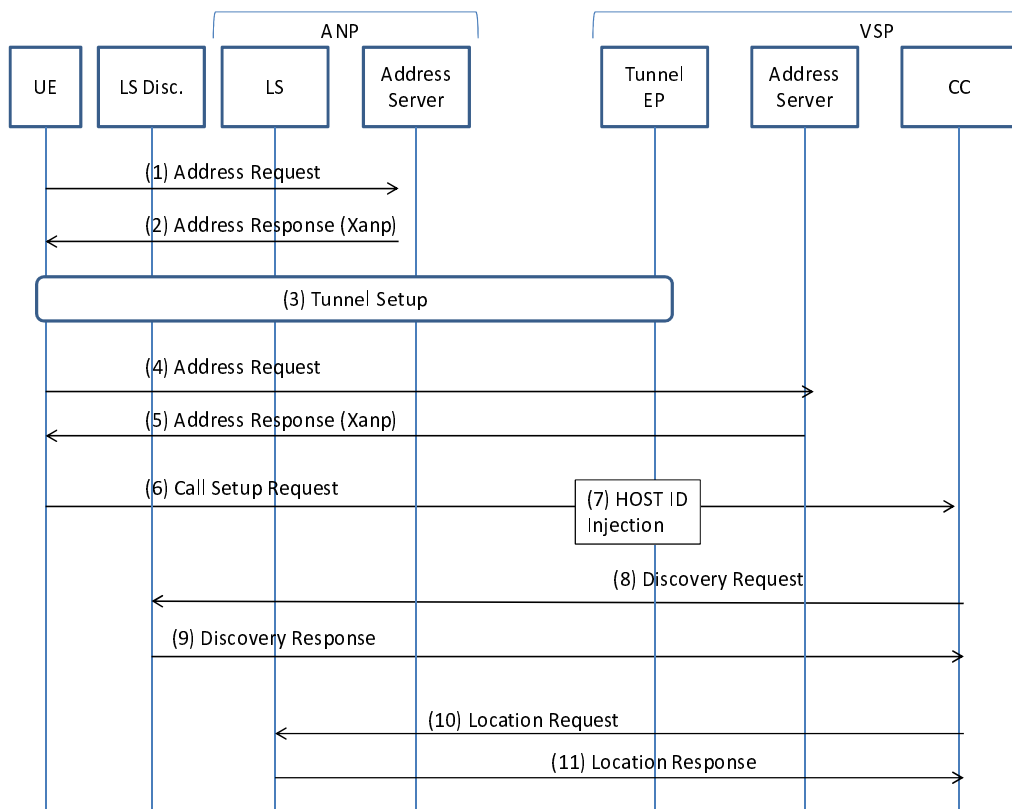 ANP
VSP
UE
LS Disc.
LS
Address
Server
Tunnel
EP
Address
Server
CC
(1) Address Request
(2) Address Response (Xanp)
(3) Tunnel Setup
(4) Address Request
(5) Address Response (Xanp)
(6) Call Setup Request
(7) HOST ID
Injection
(8) Discovery Request
(9) Discovery Response
(10) Location Request
(11) Location Response